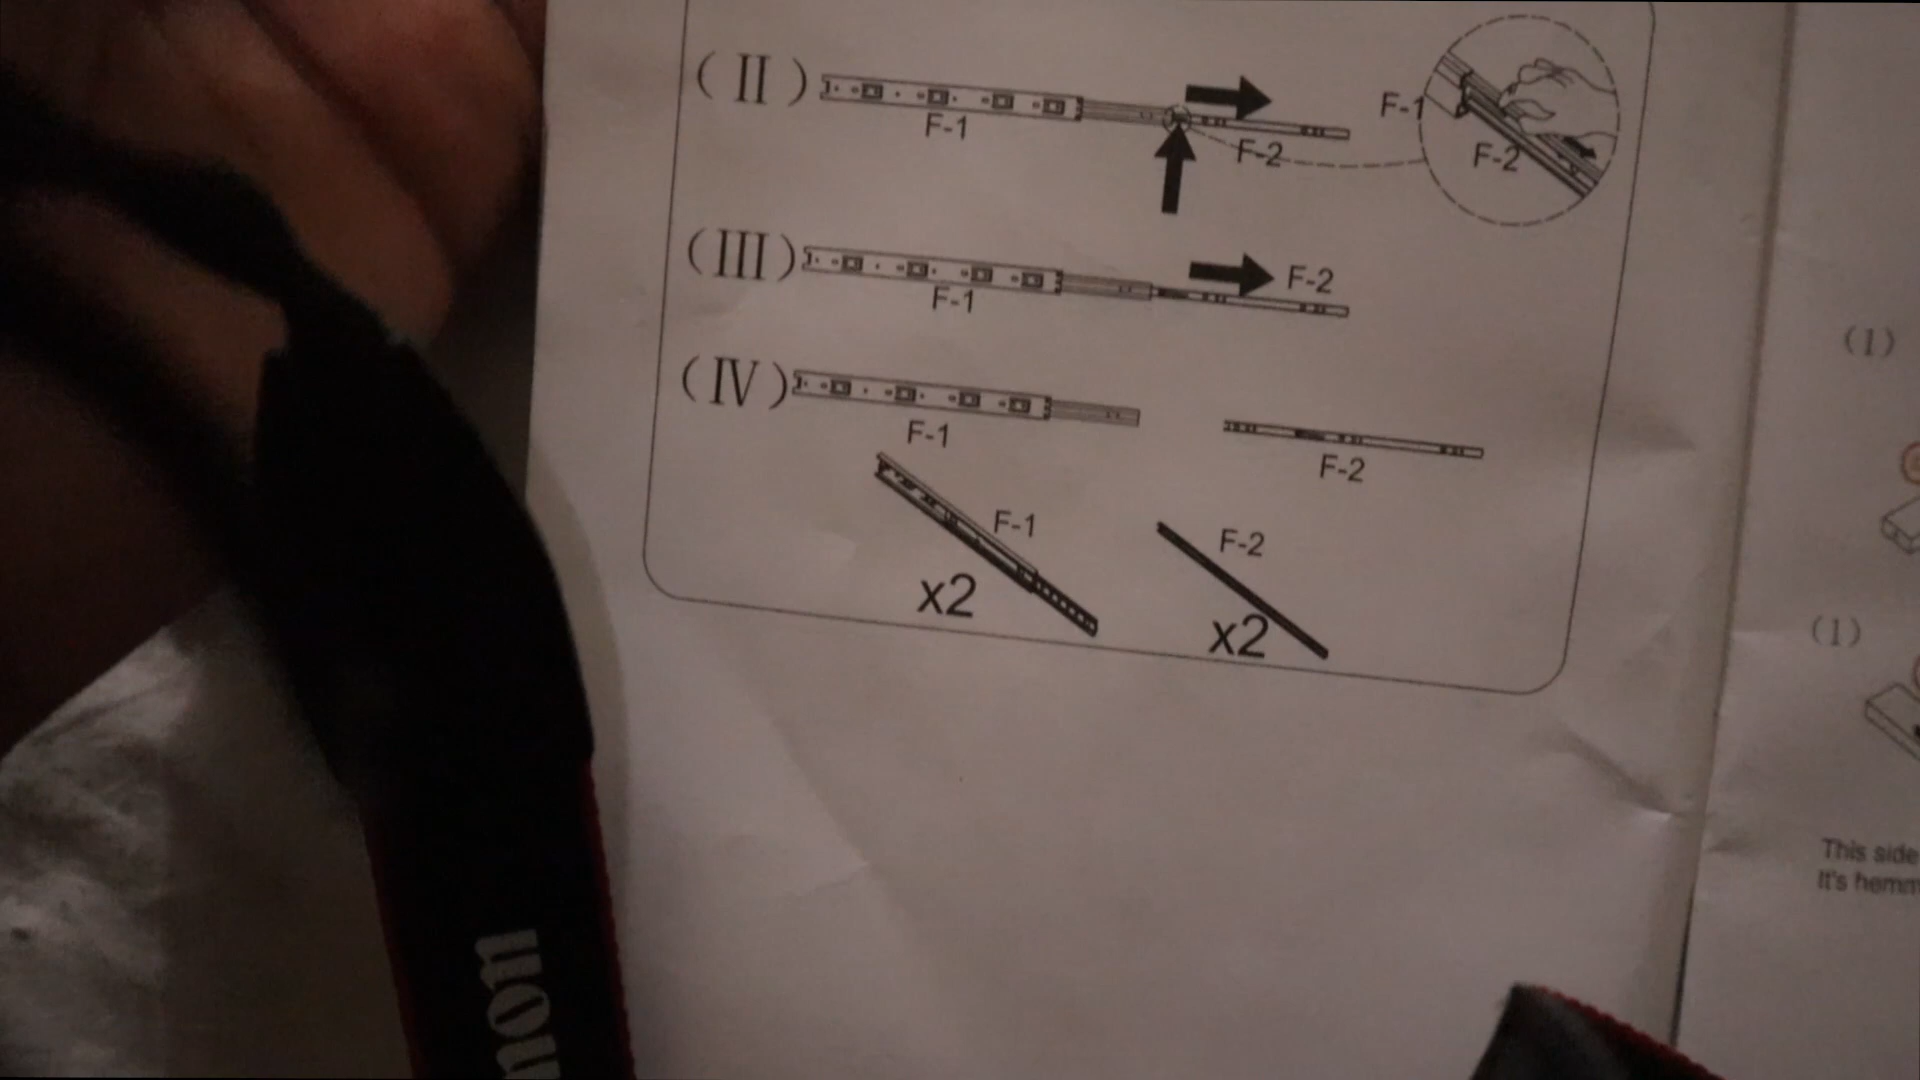 (II)
F-1
F-2
F-1
F-2
(III)
F-1
F-2
(IV)
F-1
F-2
F-1
x2
F-2
x2
(1)
(1)
This side
It's
non